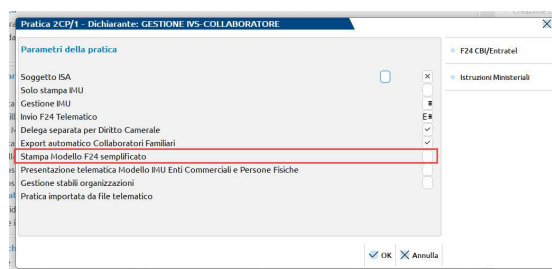 Pratica 2CP/1 - Dichiarante: GESTIONE IVS-COLLABORATORE
Parametri della pratica
Soggetto ISA
Solo stampa IMU
Gestione IMU
Invio F24 Telematico E
Delega separata per Diritto Camerale
Export automatico Collaboratori Familiari
Stampa Modello F24 semplificato
Presentazione telematica Modello IMU Enti Commerciali e Persone Fisiche
Gestione stabili organizzazioni
Pratica importata da file telematico
F24 CBI/Entratel
Istruzioni Ministeriali
OK Annulla